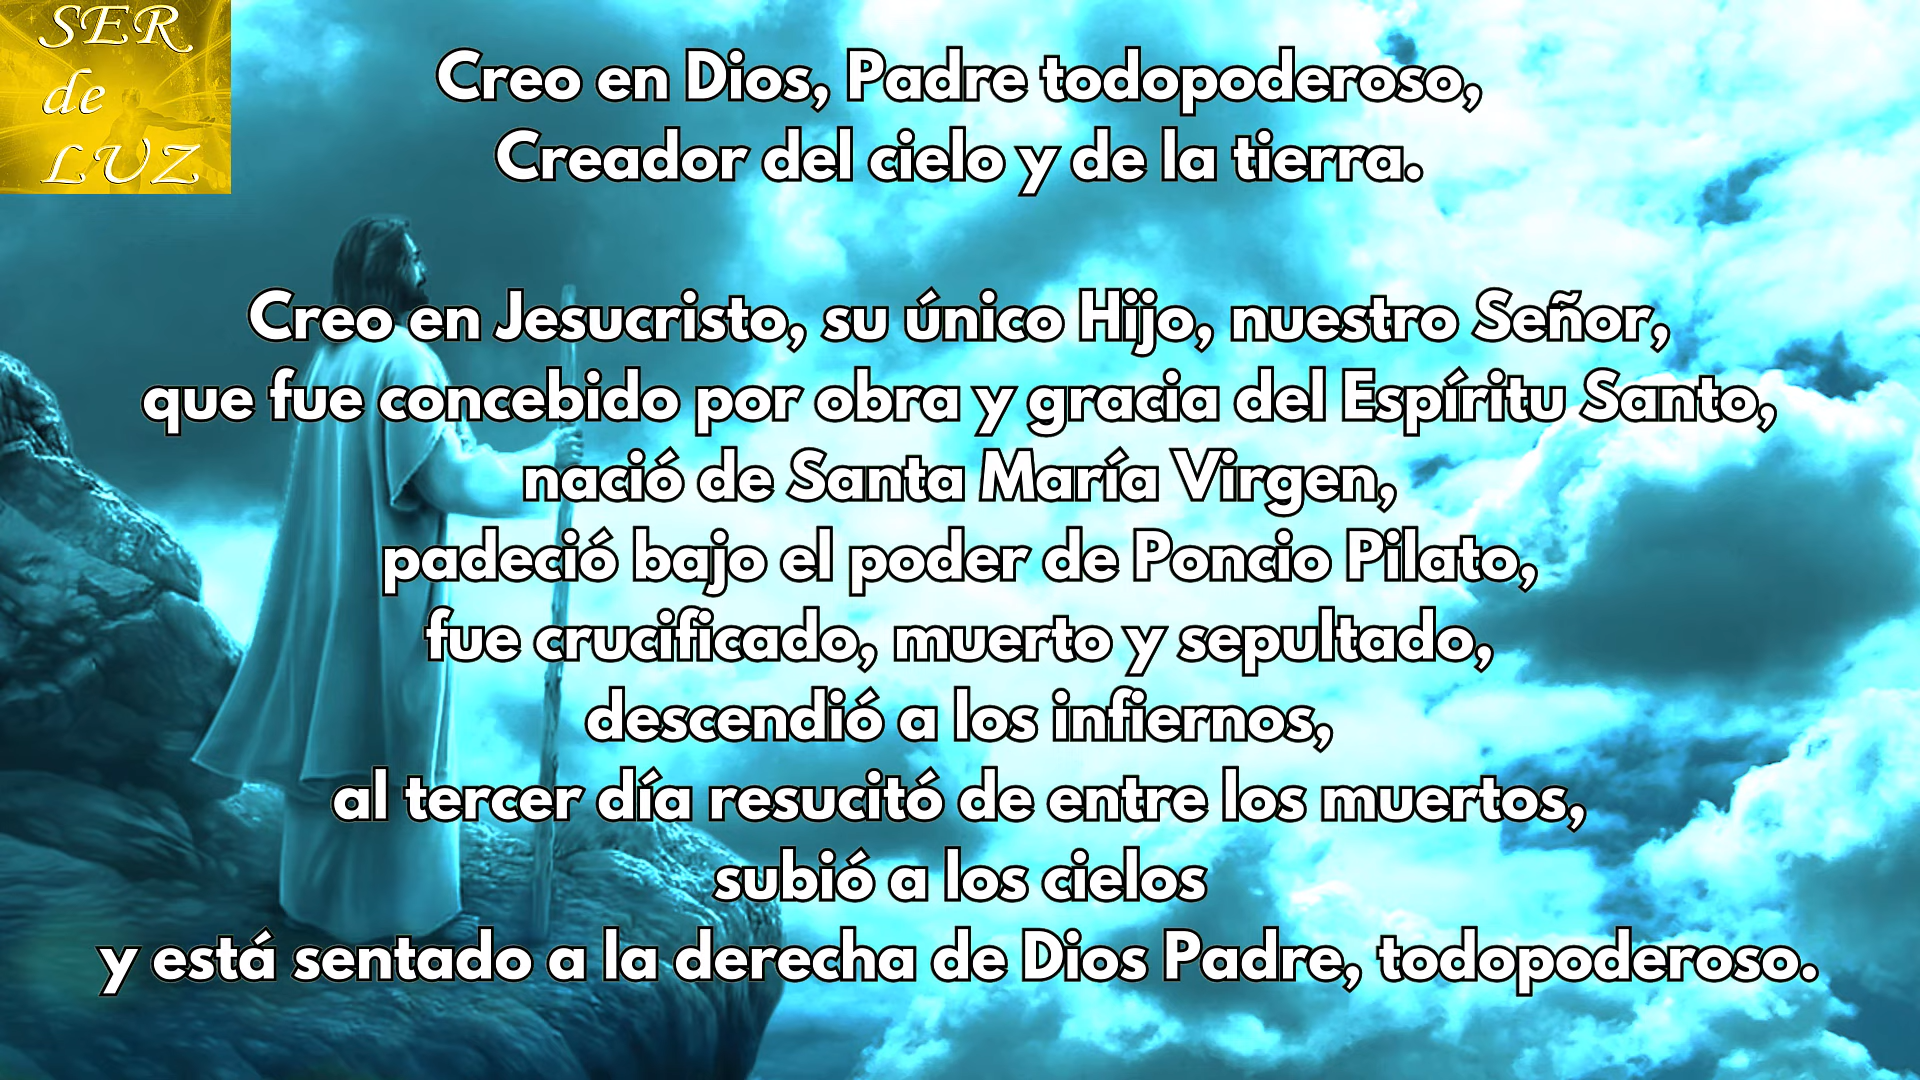 SER
de
LUZ
Creo en Dios, Padre todopoderoso,
Creador del cielo y de la tierra.
Creo en Jesucristo, su único Hijo, nuestro Señor,
que fue concebido por obra y gracia del Espíritu Santo,
nació de Santa María Virgen,
padeció bajo el poder de Poncio Pilato,
fue crucificado, muerto y sepultado,
descendió a los infiernos,
al tercer día resucitó de entre los muertos,
subió a los cielos
y está sentado a la derecha de Dios Padre, todopoderoso.